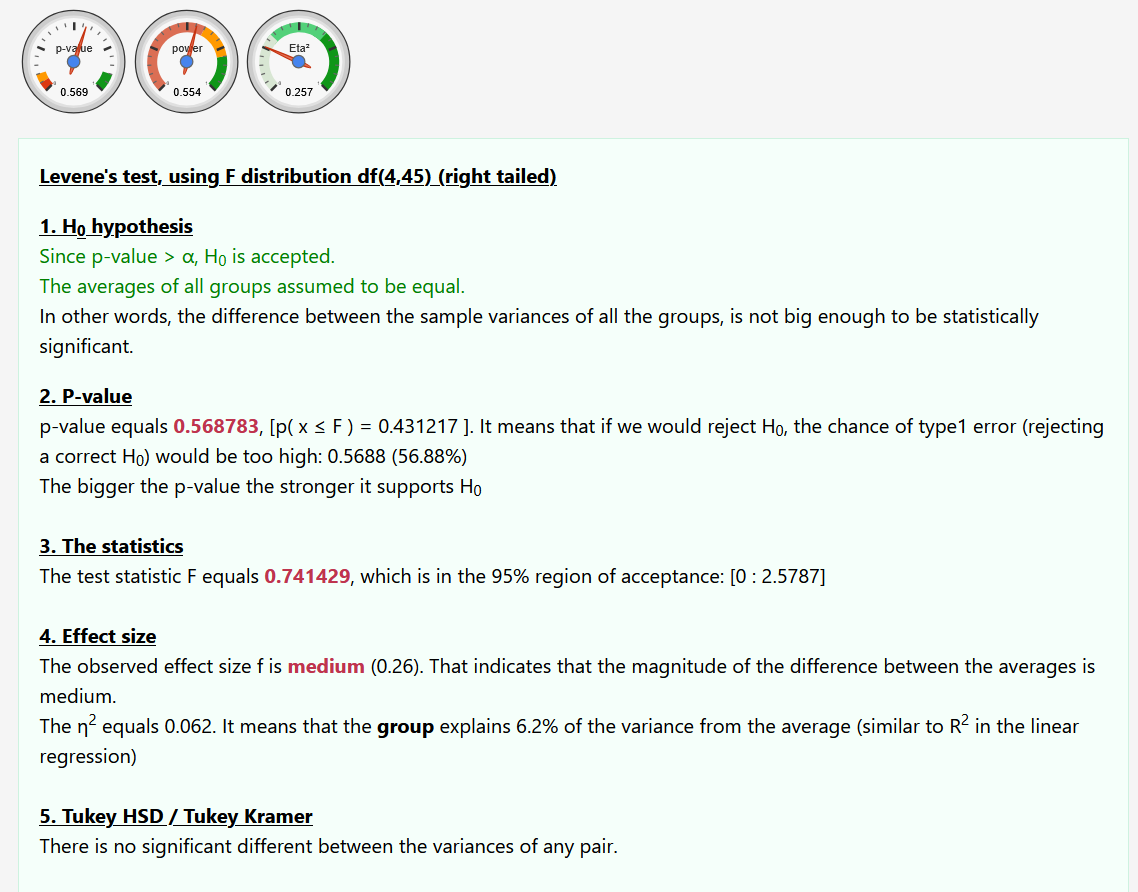 p-value
0.569
power
0.554
Eta²
0.257
Levene's test, using F distribution df(4,45) (right tailed)
1. H₀ hypothesis
Since p-value > α, H₀ is accepted.
The averages of all groups assumed to be equal.
In other words, the difference between the sample variances of all the groups, is not big enough to be statistically
significant.
2. P-value
p-value equals 0.568783, [p( x ≤ F ) = 0.431217 ]. It means that if we would reject H₀, the chance of type1 error (rejecting
a correct H₀) would be too high: 0.5688 (56.88%)
The bigger the p-value the stronger it supports H₀
3. The statistics
The test statistic F equals 0.741429, which is in the 95% region of acceptance: [0 : 2.5787]
4. Effect size
The observed effect size f is medium (0.26). That indicates that the magnitude of the difference between the averages is
medium.
The η² equals 0.062. It means that the group explains 6.2% of the variance from the average (similar to R² in the linear
regression)
5. Tukey HSD / Tukey Kramer
There is no significant different between the variances of any pair.